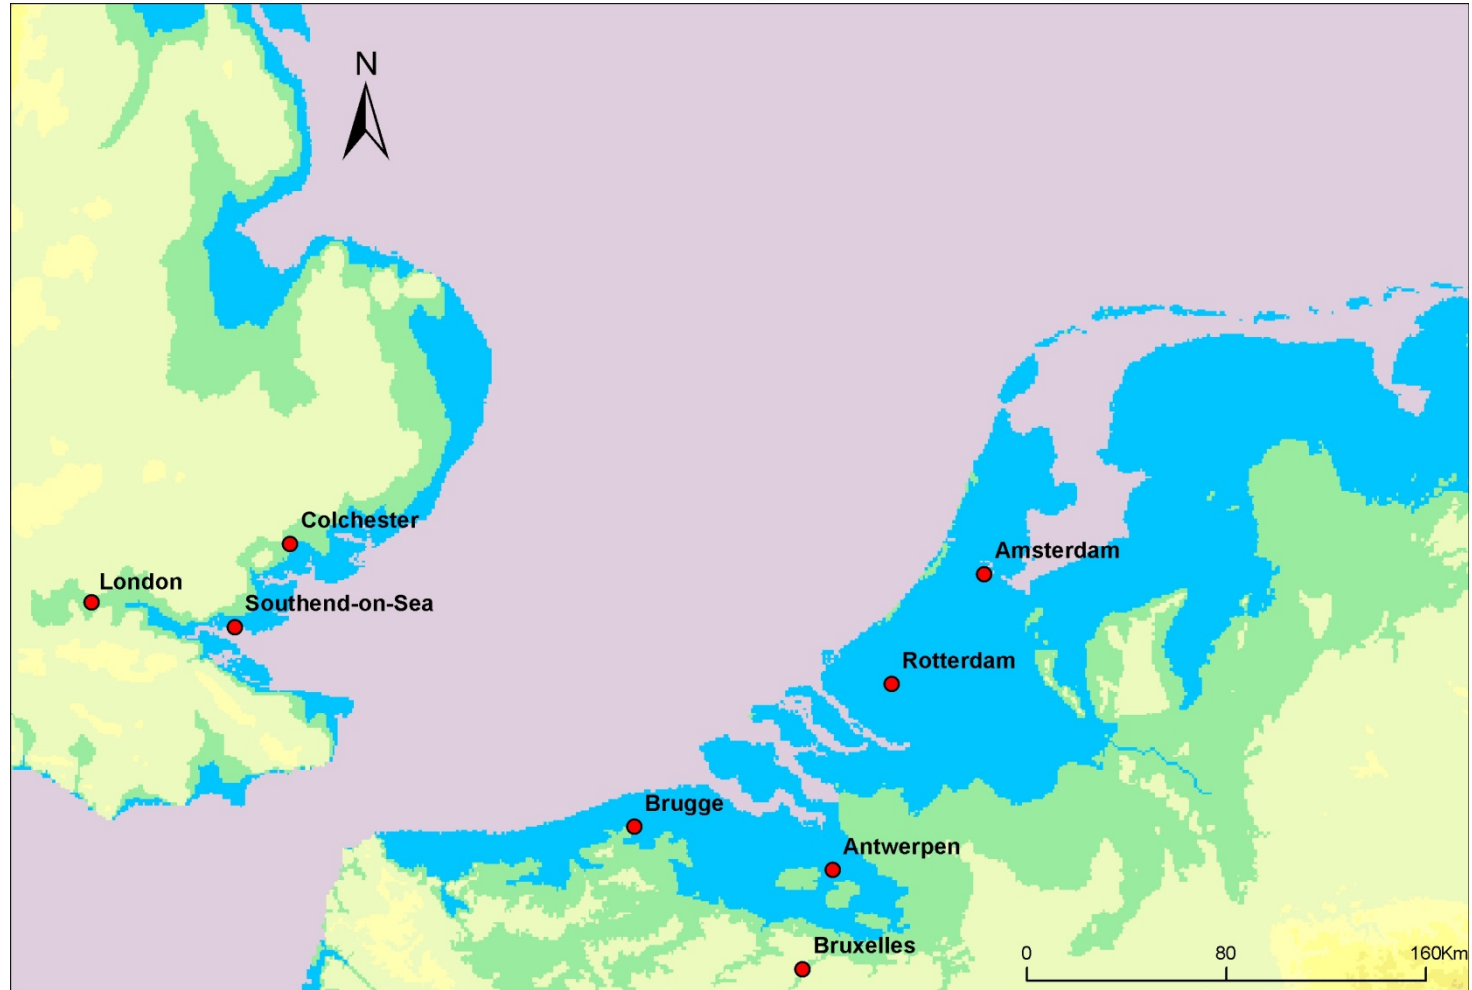 N
Colchester
Amsterdam
London
Southend-on-Sea
Rotterdam
Brugge
Antwerpen
Bruxelles
0 80 160Km